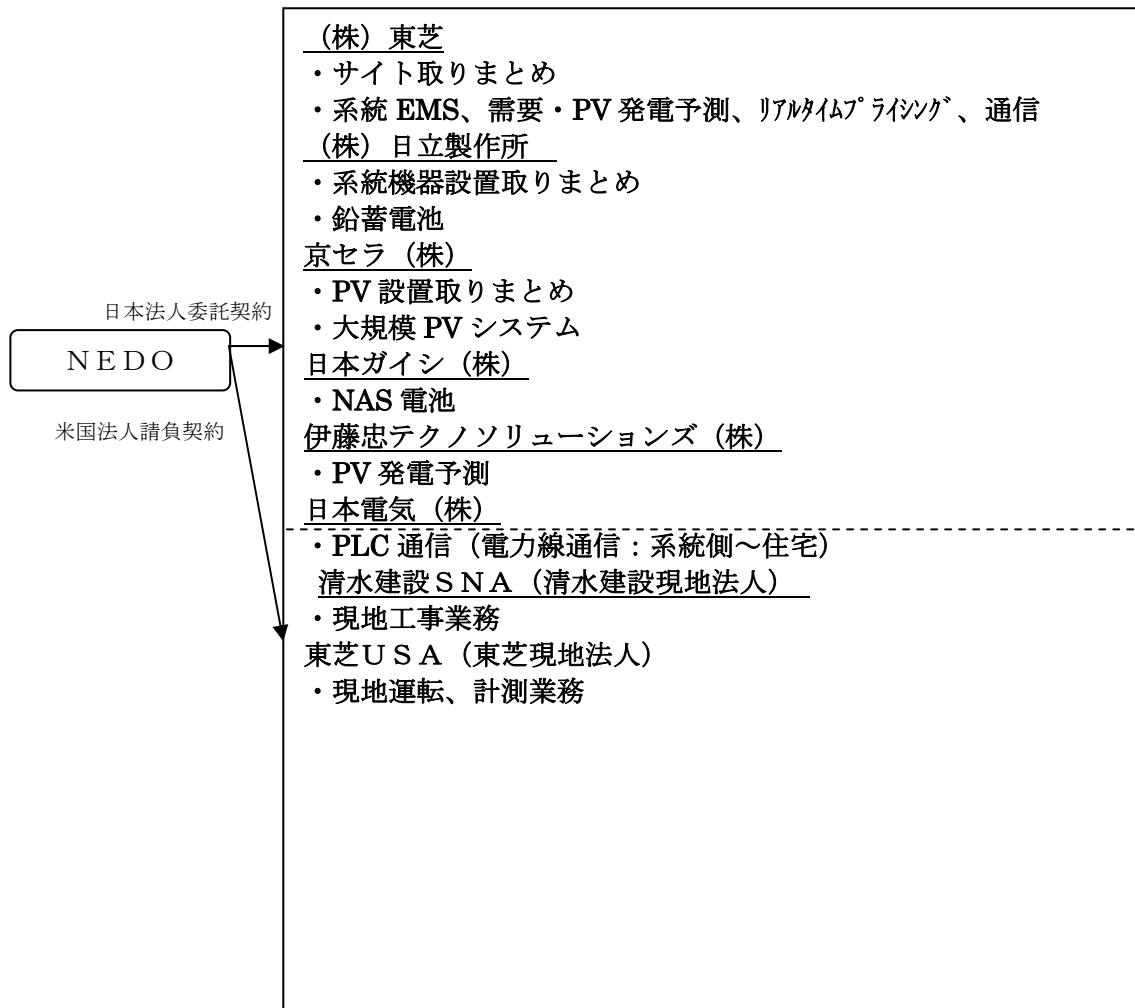 (株)東芝
・サイト取りまとめ
・系統 EMS、需要・PV 発電予測、ﾘｱﾙﾀｲﾑﾌﾟﾗｲｼﾝｸﾞ、通信
(株)日立製作所
・系統機器設置取りまとめ
・鉛蓄電池
京セラ(株)
・PV 設置取りまとめ
・大規模 PV システム
日本ガイシ(株)
・NAS 電池
伊藤忠テクノソリューションズ(株)
・PV 発電予測
日本電気(株)
・PLC 通信(電力線通信：系統側～住宅)
清水建設ＳＮＡ(清水建設現地法人)
・現地工事業務
東芝ＵＳＡ(東芝現地法人)
・現地運転、計測業務
日本法人委託契約
ＮＥＤＯ
米国法人請負契約